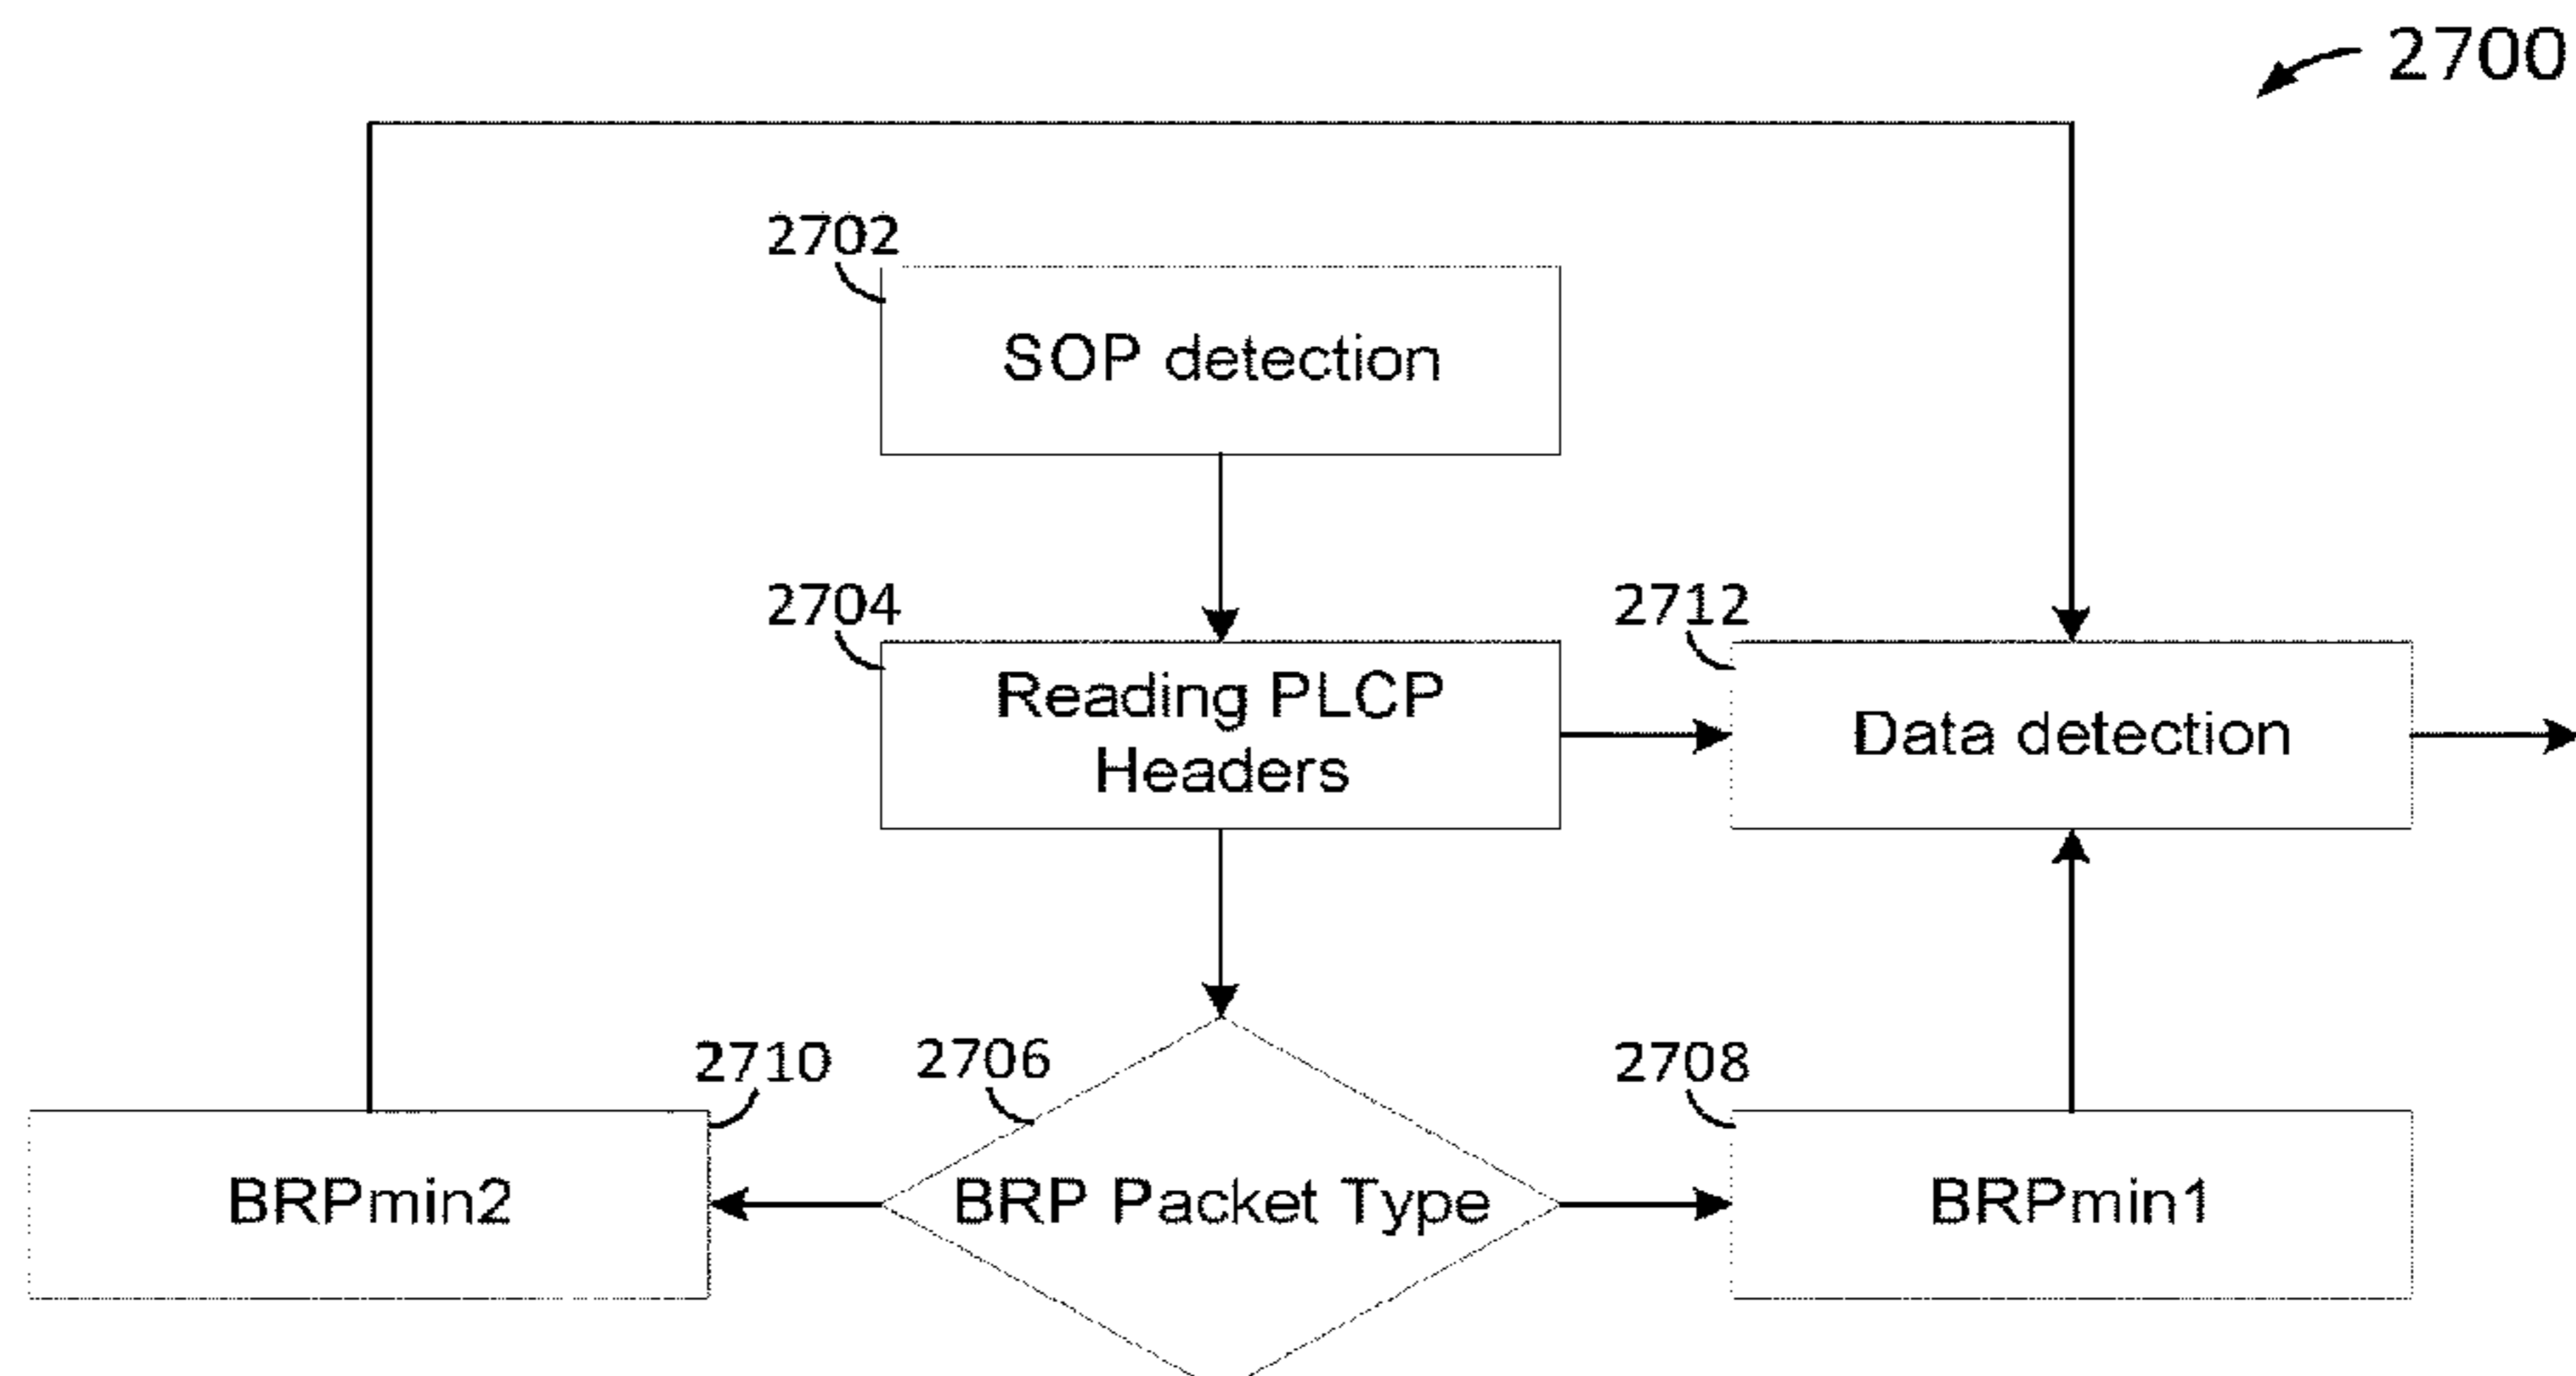 2700
2702
SOP detection
2704
Reading PLCP
Headers
2712
Data detection
2710
BRPmin2
2706
BRP Packet Type
2708
BRPmin1